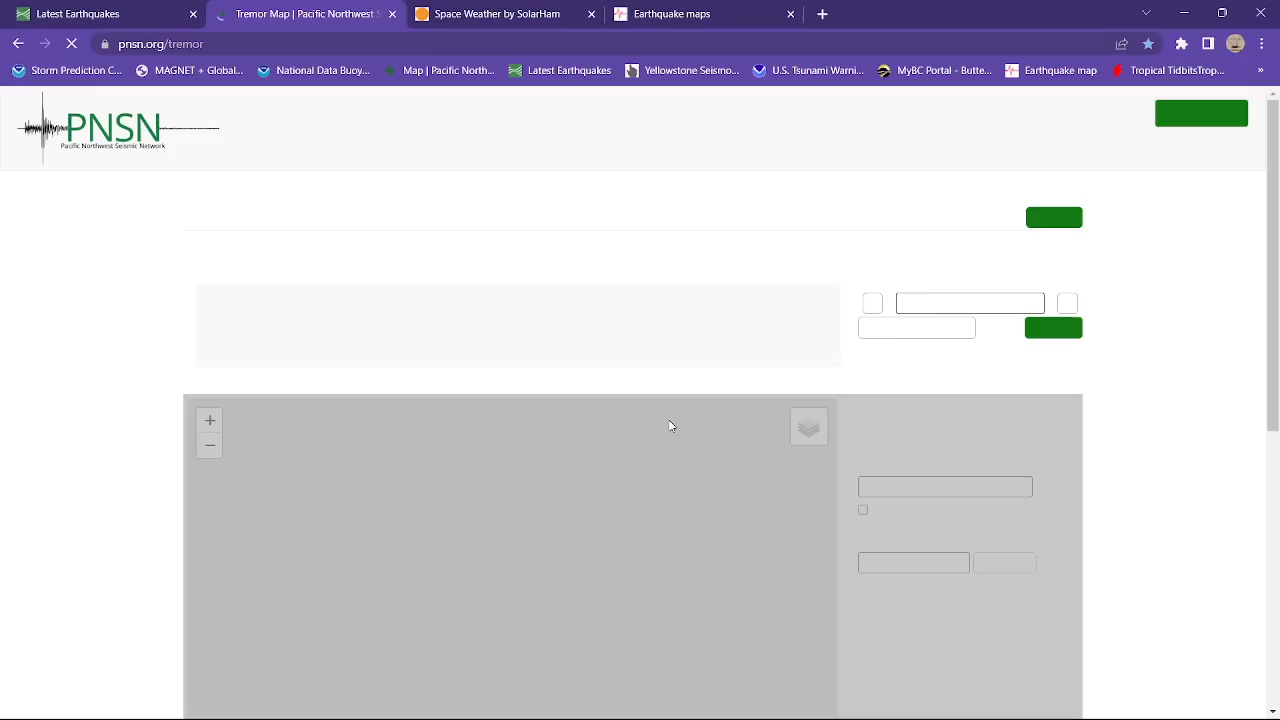 Latest Earthquakes
Tremor Map | Pacific Northwest S
Space Weather by SolarHam
Earthquake maps
pnsn.org/tremor
Storm Prediction C...
MAGNET + Global...
National Data Buoy...
Map | Pacific North...
Latest Earthquakes
Yellowstone Seismo...
U.S. Tsunami Warni...
MyBC Portal - Butte...
Earthquake map
Tropical TidbitsTrop...
»
PNSN
Pacific Northwest Seismic Network
+
−